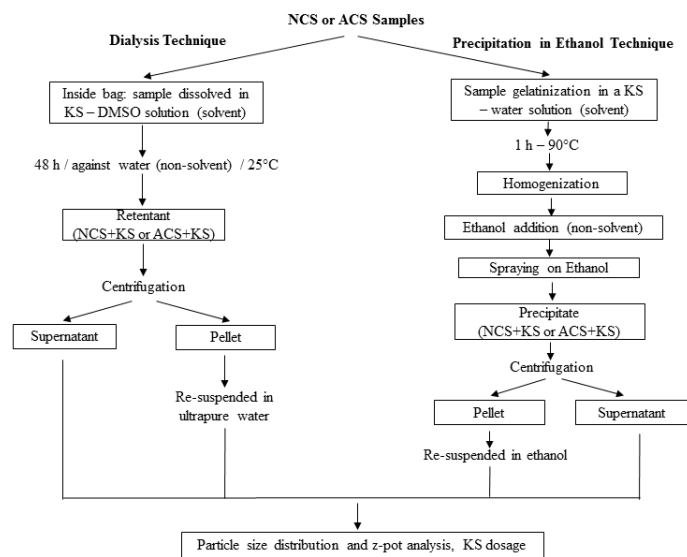 NCS or ACS Samples
Dialysis Technique
Inside bag: sample dissolved in
KS – DMSO solution (solvent)
48 h / against water (non-solvent) / 25°C
Retentant
(NCS+KS or ACS+KS)
Centrifugation
Supernatant
Pellet
Re-suspended in
ultrapure water
Precipitation in Ethanol Technique
Sample gelatinization in a KS
– water solution (solvent)
1 h – 90°C
Homogenization
Ethanol addition (non-solvent)
Spraying on Ethanol
Precipitate
(NCS+KS or ACS+KS)
Centrifugation
Pellet
Supernatant
Re-suspended in ethanol
Particle size distribution and z-pot analysis, KS dosage